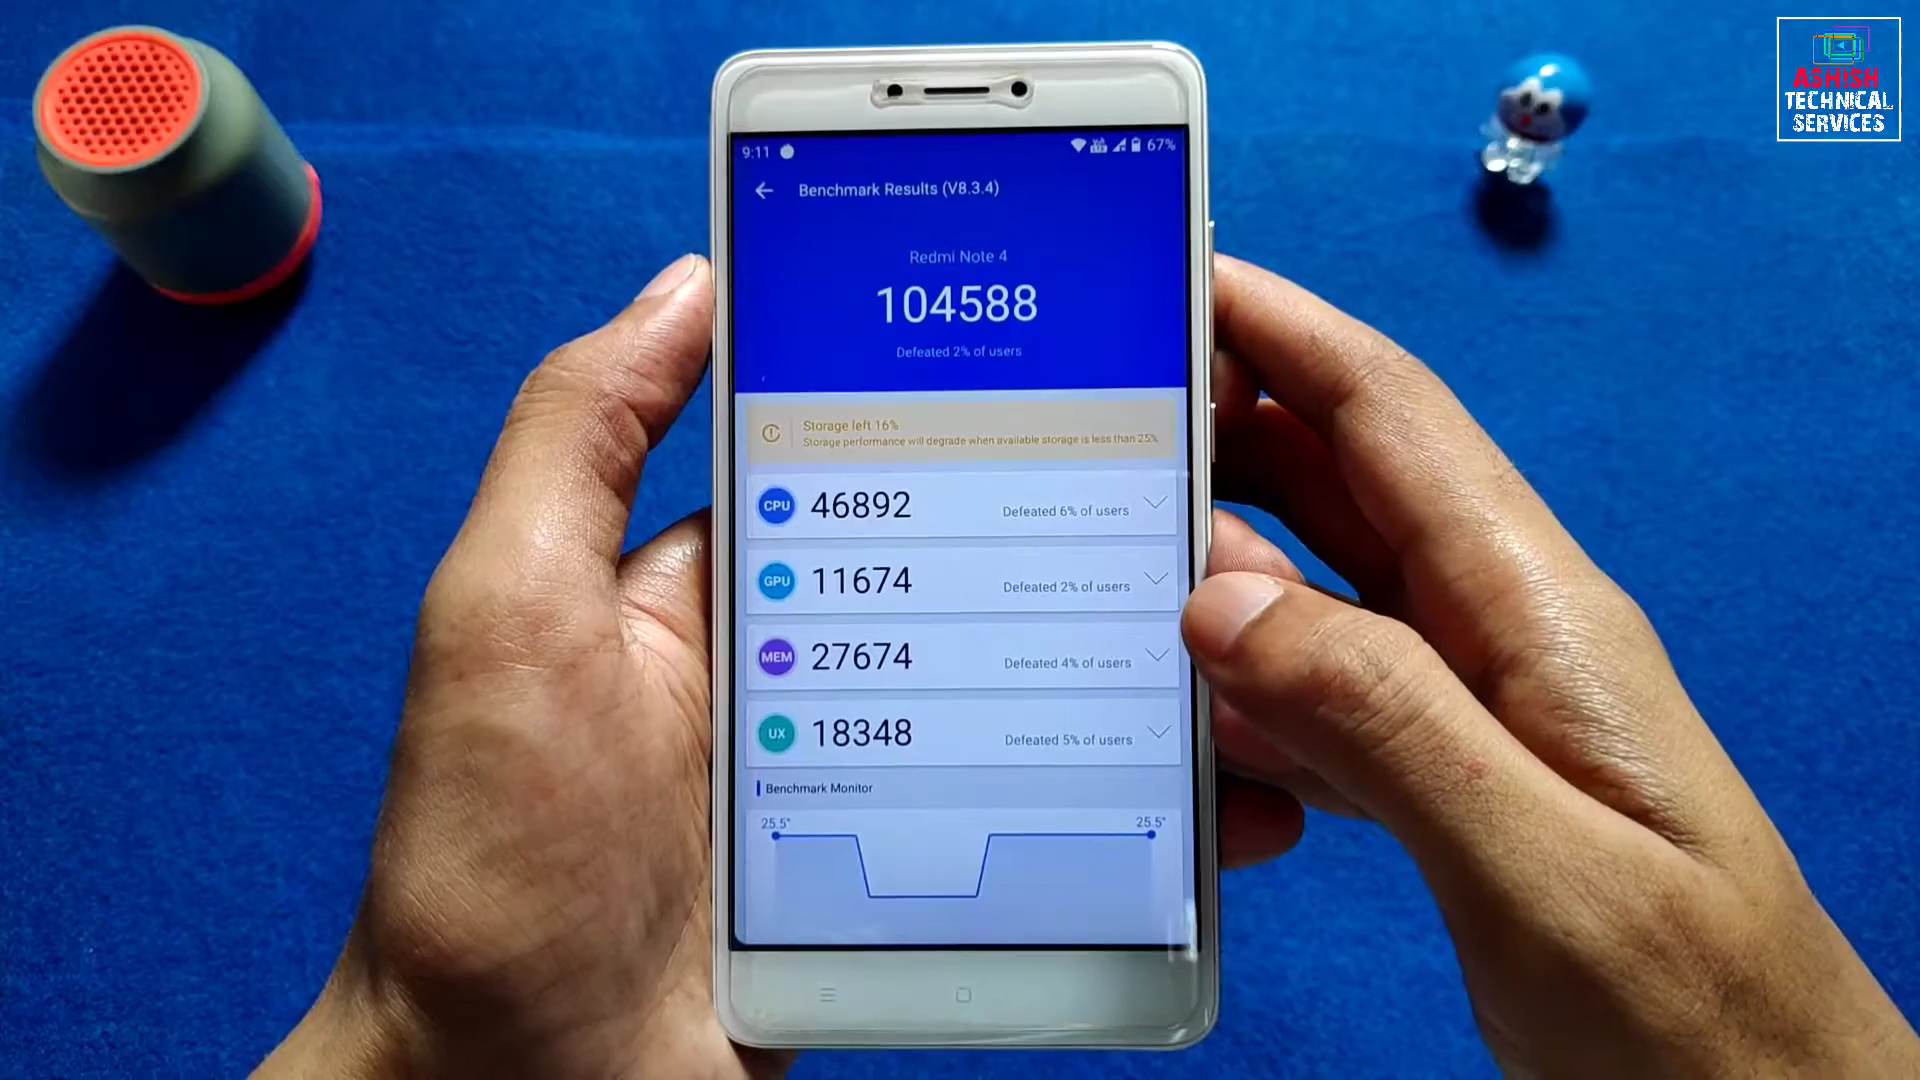 ASHISH
TECHNICAL
SERVICES
9:11
67%
Benchmark Results (V8.3.4)
Redmi Note 4
104588
Defeated 2% of users
Storage left 16%
Storage performance will degrade when available storage is less than 25%
CPU 46892 Defeated 6% of users
GPU 11674 Defeated 2% of users
MEM 27674 Defeated 4% of users
UX 18348 Defeated 5% of users
Benchmark Monitor
25.5° 25.5°